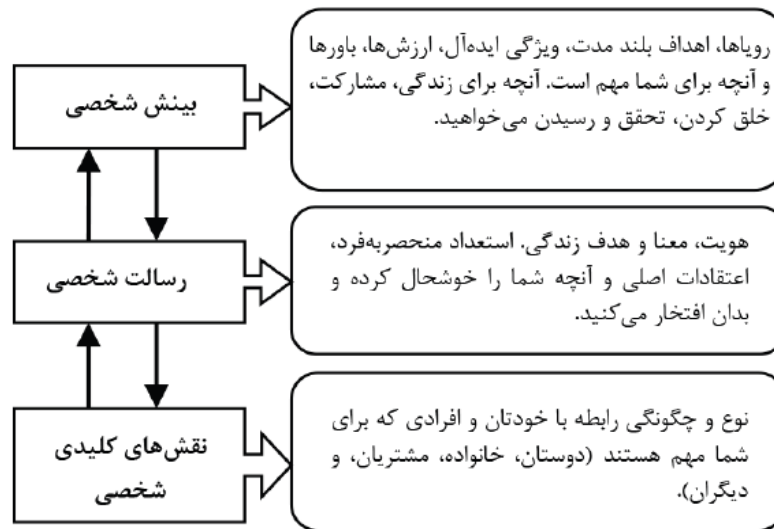 رویاها، اهداف بلند مدت، ویژگی ایده‌آل، ارزش‌ها، باورها
و آنچه برای شما مهم است. آنچه برای زندگی، مشارکت،
خلق کردن، تحقق و رسیدن می‌خواهید.
بینش شخصی
هویت، معنا و هدف زندگی. استعداد منحصربه‌فرد،
اعتقادات اصلی و آنچه شما را خوشحال کرده و
بدان افتخار می‌کنید.
رسالت شخصی
نوع و چگونگی رابطه با خودتان و افرادی که برای
شما مهم هستند (دوستان، خانواده، مشتریان، و
دیگران).
نقش‌های کلیدی
شخصی